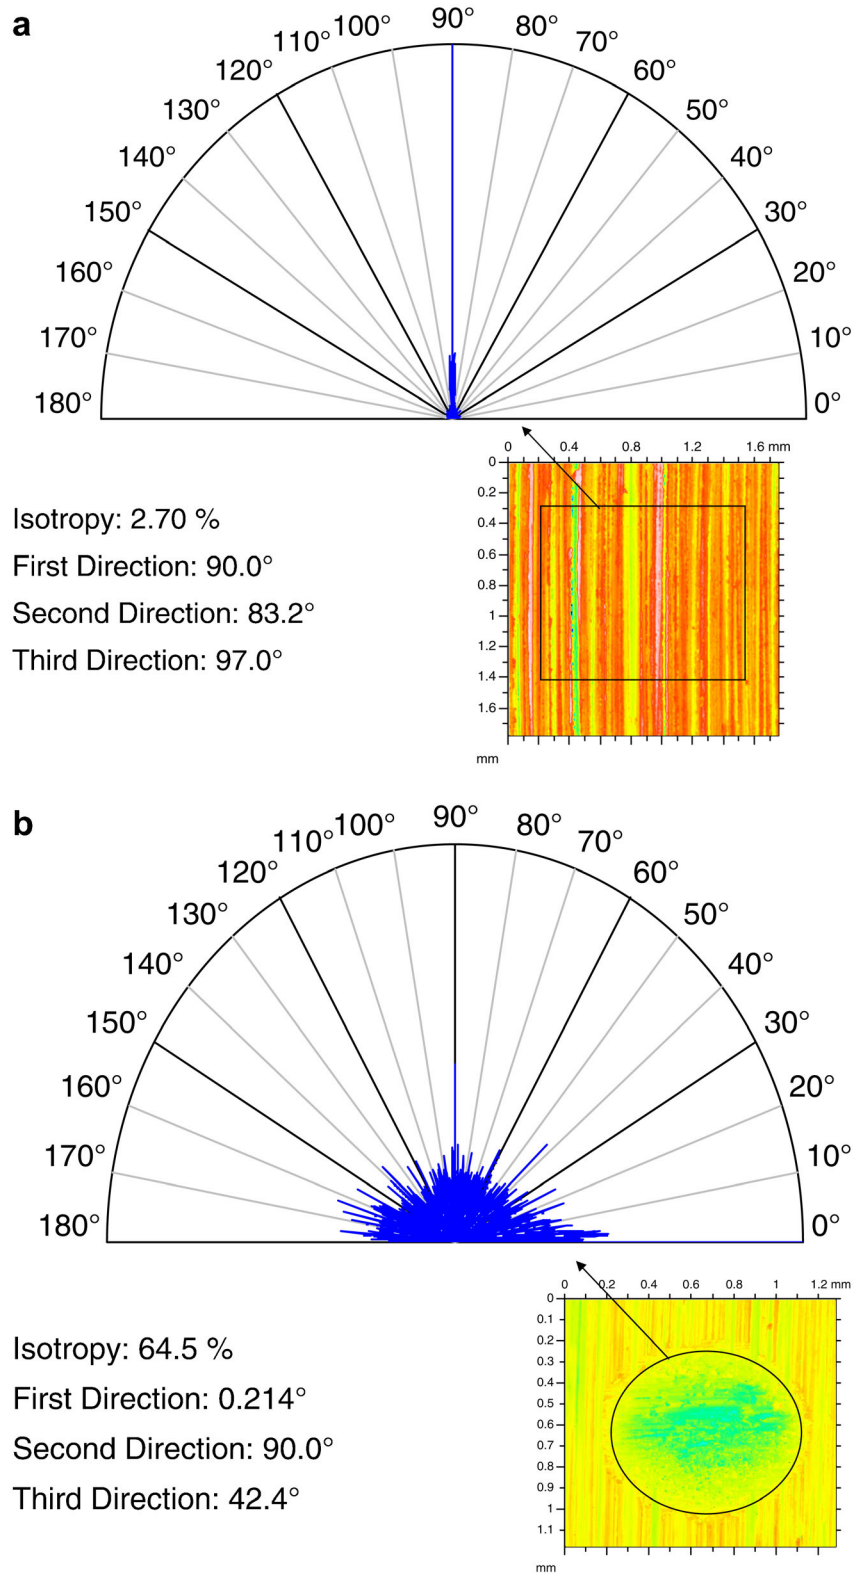 a
90°
100° 80°
110° 70°
120° 60°
130° 50°
140° 40°
150° 30°
160° 20°
170° 10°
180° 0°
0 0.4 0.8 1.2 1.6 mm
0
0.2
0.4
0.6
0.8
1
1.2
1.4
1.6
mm
Isotropy: 2.70 %
First Direction: 90.0°
Second Direction: 83.2°
Third Direction: 97.0°
b
90°
100° 80°
110° 70°
120° 60°
130° 50°
140° 40°
150° 30°
160° 20°
170° 10°
180° 0°
0 0.2 0.4 0.6 0.8 1 1.2 mm
0
0.1
0.2
0.3
0.4
0.5
0.6
0.7
0.8
0.9
1
1.1
mm
Isotropy: 64.5 %
First Direction: 0.214°
Second Direction: 90.0°
Third Direction: 42.4°